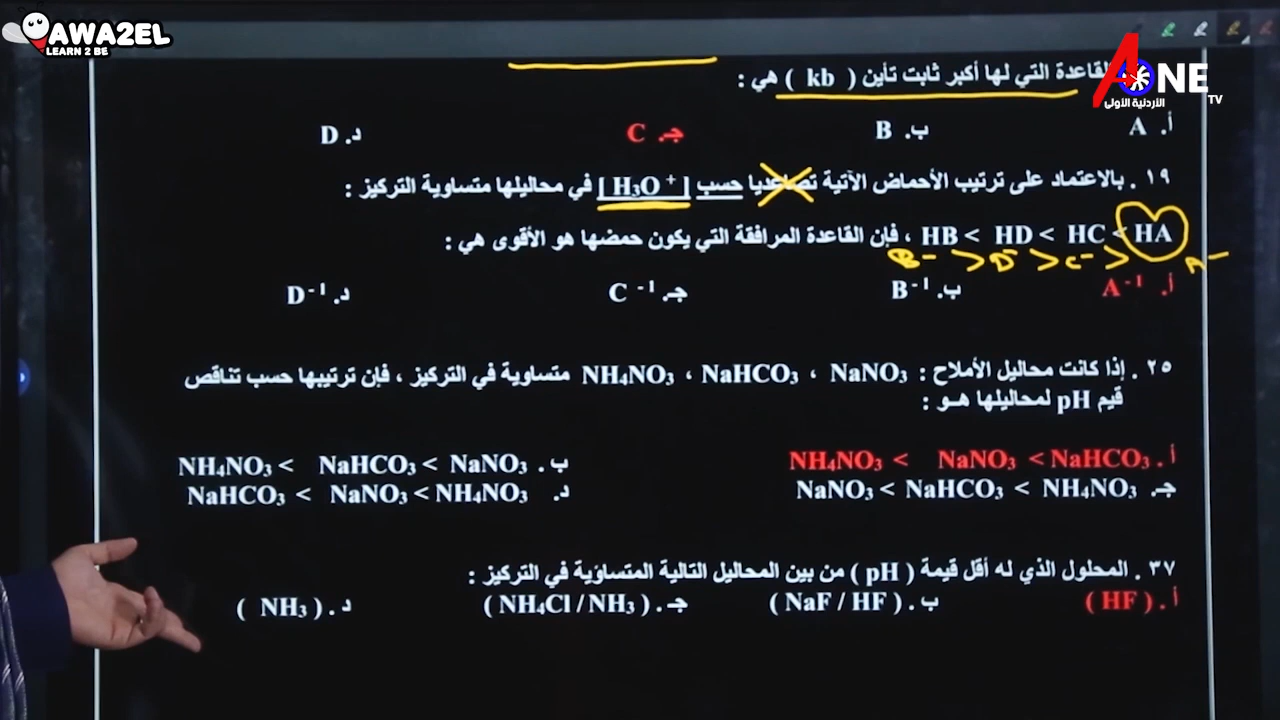 AWA2EL
LEARN 2 BE
A ONE TV
الأردنية الأولى
القاعدة التي لها أكبر ثابت تأين ( kb ) هي :
أ. A ب. B جـ. C د. D
١٩ . بالاعتماد على ترتيب الأحماض الآتية تصاعديا حسب [ H₃O⁺ ] في محاليلها متساوية التركيز :
HB < HD < HC < HA ، فإن القاعدة المرافقة التي يكون حمضها هو الأقوى هي :
B⁻ > D⁻ > C⁻ > A⁻
أ. A⁻¹ ب. B⁻¹ جـ. C⁻¹ د. D⁻¹
٢٥ . إذا كانت محاليل الأملاح : NaNO₃ ، NaHCO₃ ، NH₄NO₃ متساوية في التركيز ، فإن ترتيبها حسب تناقص
قيم pH لمحاليلها هـو :
أ . NH₄NO₃ < NaNO₃ < NaHCO₃ ب . NH₄NO₃ < NaHCO₃ < NaNO₃
جـ. NaNO₃ < NaHCO₃ < NH₄NO₃ د. NaHCO₃ < NaNO₃ < NH₄NO₃
٣٧ . المحلول الذي له أقل قيمة ( pH ) من بين المحاليل التالية المتساوية في التركيز :
أ . ( HF ) ب . ( NaF / HF ) جـ . ( NH₄Cl / NH₃ ) د . ( NH₃ )